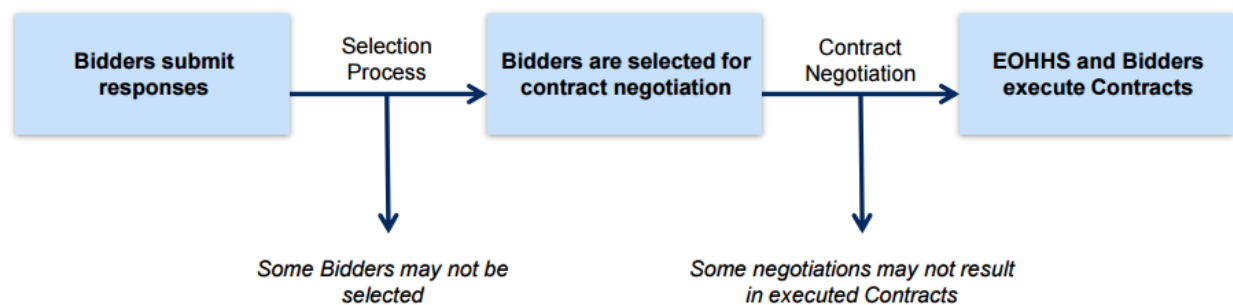 Bidders submit
responses
Selection
Process
Bidders are selected for
contract negotiation
Contract
Negotiation
EOHHS and Bidders
execute Contracts
Some Bidders may not be
selected
Some negotiations may not result
in executed Contracts